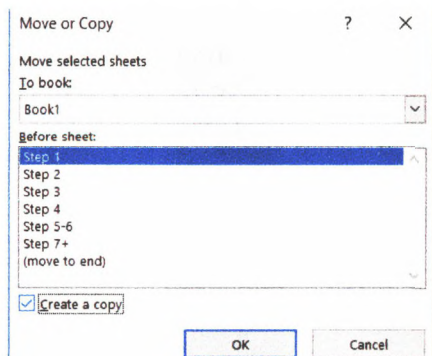 Move or Copy ?
Move selected sheets
To book:
Book1
Before sheet:
Step 1
Step 2
Step 3
Step 4
Step 5-6
Step 7+
(move to end)
Create a copy
OK Cancel